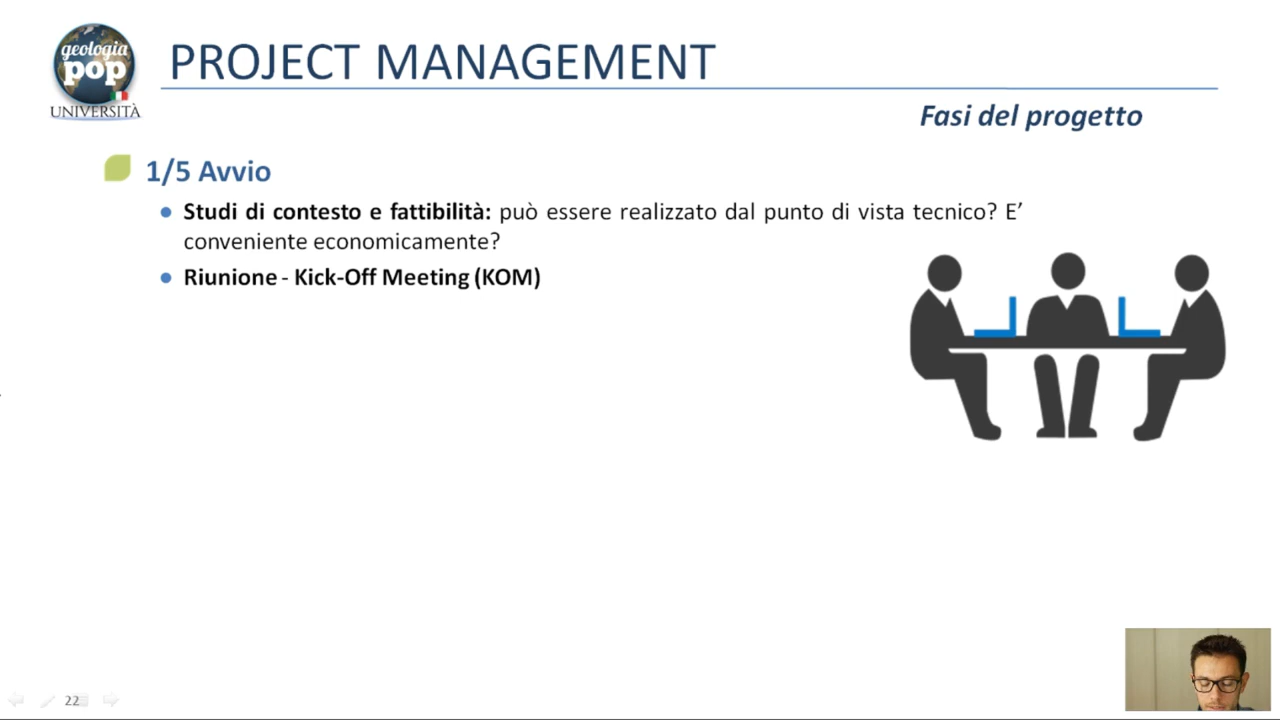 geologia
pop
UNIVERSITÀ
PROJECT MANAGEMENT
Fasi del progetto
1/5 Avvio
Studi di contesto e fattibilità: può essere realizzato dal punto di vista tecnico? E’
conveniente economicamente?
Riunione - Kick-Off Meeting (KOM)
22